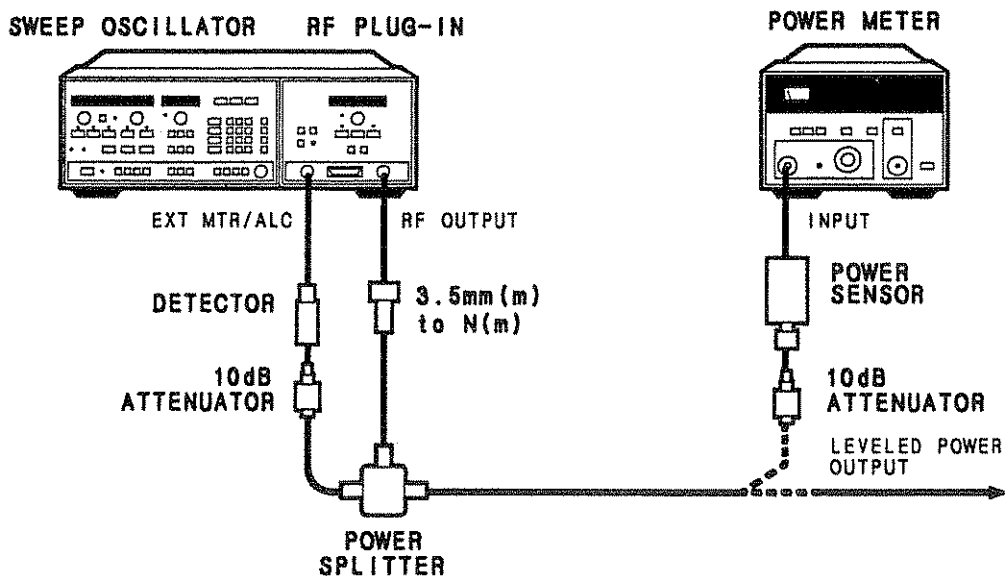 SWEEP OSCILLATOR RF PLUG-IN
POWER METER
EXT MTR/ALC
RF OUTPUT
INPUT
DETECTOR
3.5mm(m)
to N(m)
POWER
SENSOR
10dB
ATTENUATOR
10dB
ATTENUATOR
LEVELED POWER
OUTPUT
POWER
SPLITTER